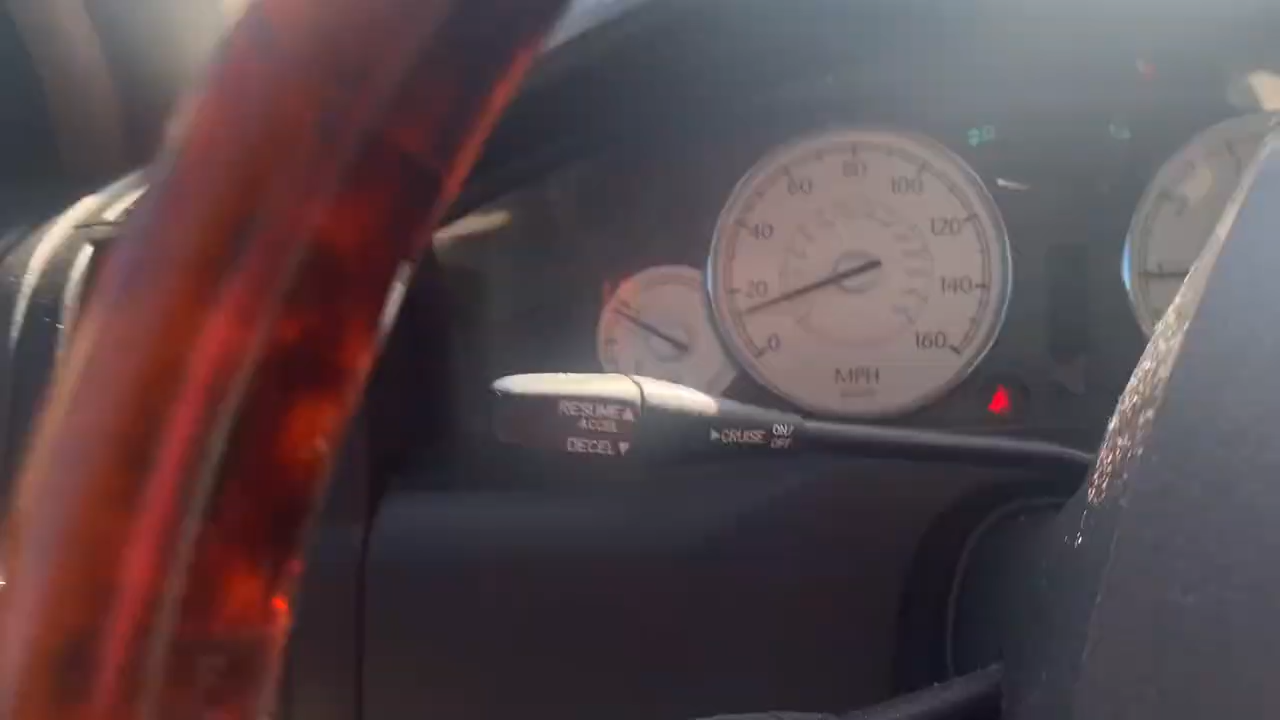 80
60 100
40 120
20 140
0 160
MPH
RESUME▲
ACCEL
DECEL▼
►CRUISE ON/
OFF